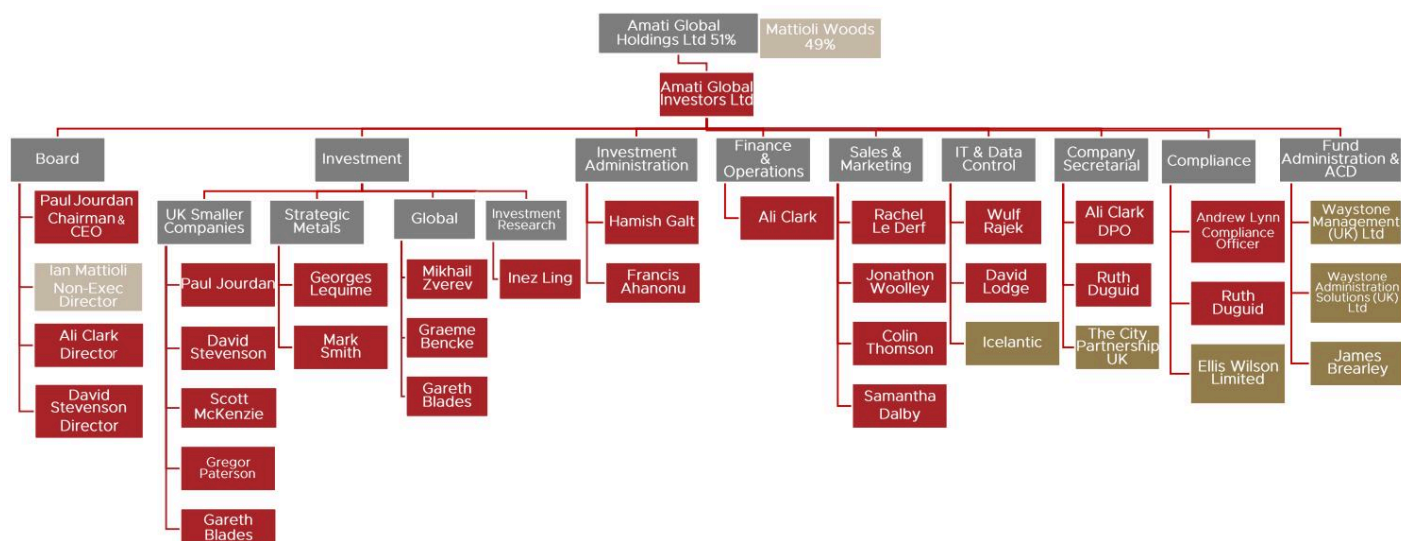 Amati Global
Holdings Ltd 51%
Mattioli Woods
49%
Amati Global
Investors Ltd
Board
Investment
Investment
Administration
Finance
&
Operations
Sales &
Marketing
IT & Data
Control
Company
Secretarial
Compliance
Fund
Administration &
ACD
Paul Jourdan
Chairman &
CEO
Ian Mattioli
Non-Exec
Director
Ali Clark
Director
David
Stevenson
Director
UK Smaller
Companies
Paul Jourdan
David
Stevenson
Scott
McKenzie
Gregor
Paterson
Gareth
Blades
Strategic
Metals
Georges
Lequime
Mark
Smith
Global
Mikhail
Zverev
Graeme
Bencke
Gareth
Blades
Investment
Research
Inez Ling
Hamish Galt
Francis
Ahanonu
Ali Clark
Rachel
Le Derf
Jonathon
Woolley
Colin
Thomson
Samantha
Dalby
Wulf
Rajek
David
Lodge
Icelantic
Ali Clark
DPO
Ruth
Duguid
The City
Partnership
UK
Andrew Lynn
Compliance
Officer
Ruth
Duguid
Ellis Wilson
Limited
Waystone
Management
(UK) Ltd
Waystone
Administration
Solutions (UK)
Ltd
James
Brearley